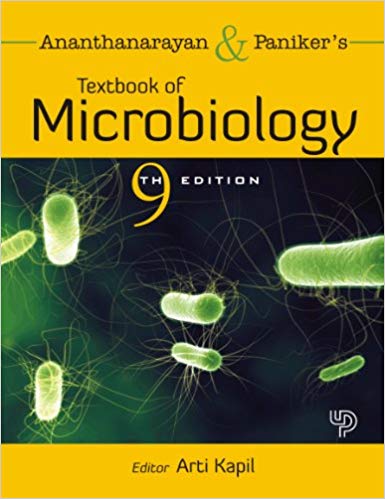 Ananthanarayan & Paniker's
Textbook of
Microbiology
9TH EDITION
UP
Editor Arti Kapil